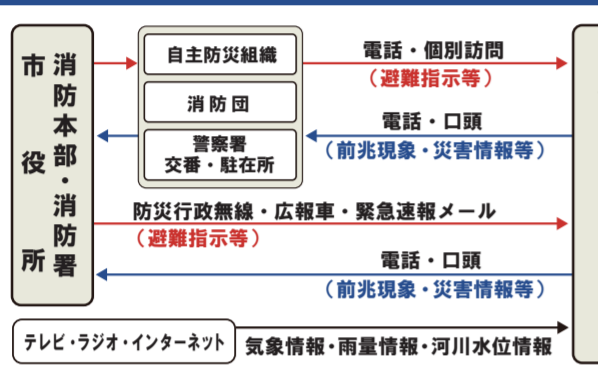 市役所
消防本部・消防署
自主防災組織
消防団
警察署
交番・駐在所
電話・個別訪問
（避難指示等）
電話・口頭
（前兆現象・災害情報等）
防災行政無線・広報車・緊急速報メール
（避難指示等）
電話・口頭
（前兆現象・災害情報等）
テレビ・ラジオ・インターネット
気象情報・雨量情報・河川水位情報